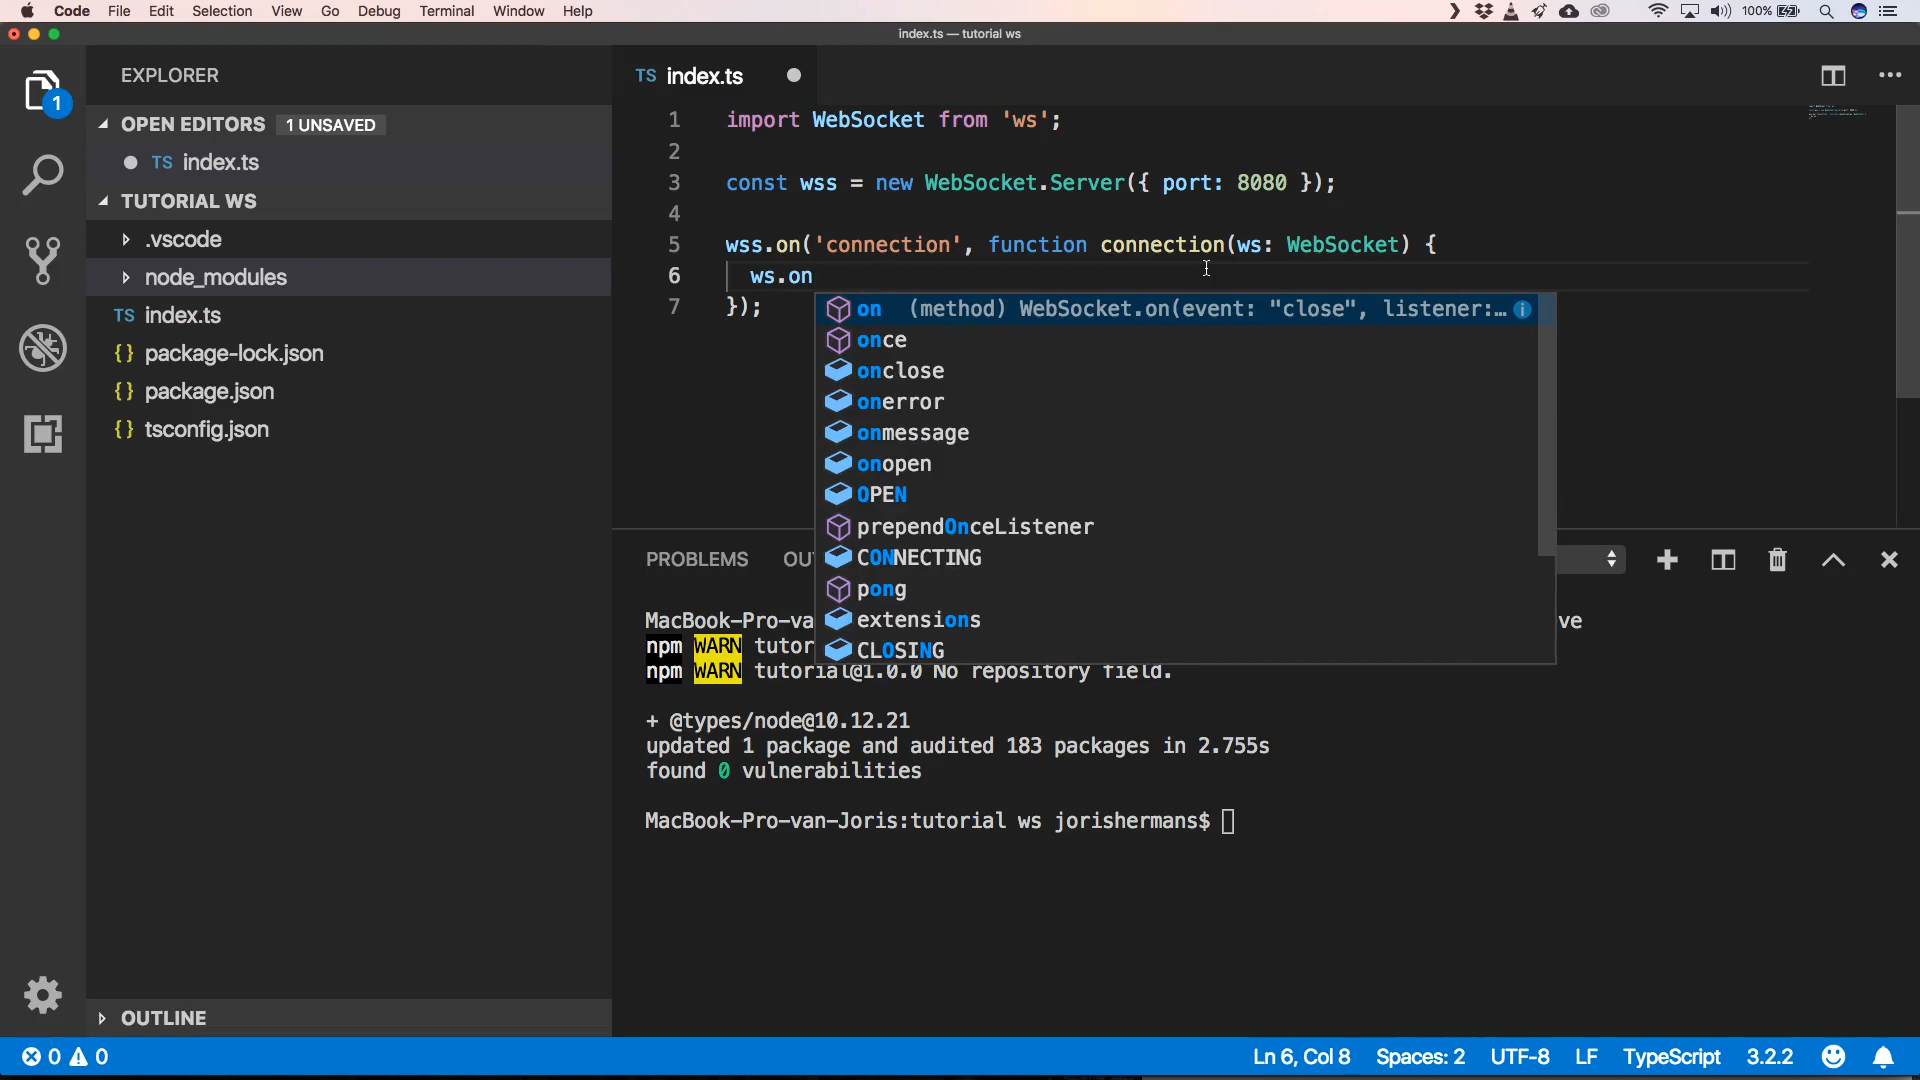 Code File Edit Selection View Go Debug Terminal Window Help 100%
index.ts — tutorial ws
EXPLORER
1
OPEN EDITORS 1 UNSAVED
TS index.ts
TUTORIAL WS
.vscode
node_modules
TS index.ts
{} package-lock.json
{} package.json
{} tsconfig.json
OUTLINE
TS index.ts
1 import WebSocket from 'ws';
2
3 const wss = new WebSocket.Server({ port: 8080 });
4
5 wss.on('connection', function connection(ws: WebSocket) {
6 ws.on
7 });
on (method) WebSocket.on(event: "close", listener:…
once
onclose
onerror
onmessage
onopen
OPEN
prependOnceListener
CONNECTING
pong
extensions
CLOSING
PROBLEMS OU
MacBook-Pro-va ve
npm WARN tutor
npm WARN tutorial@1.0.0 No repository field.
+ @types/node@10.12.21
updated 1 package and audited 183 packages in 2.755s
found 0 vulnerabilities
MacBook-Pro-van-Joris:tutorial ws jorishermans$
0 0 Ln 6, Col 8 Spaces: 2 UTF-8 LF TypeScript 3.2.2